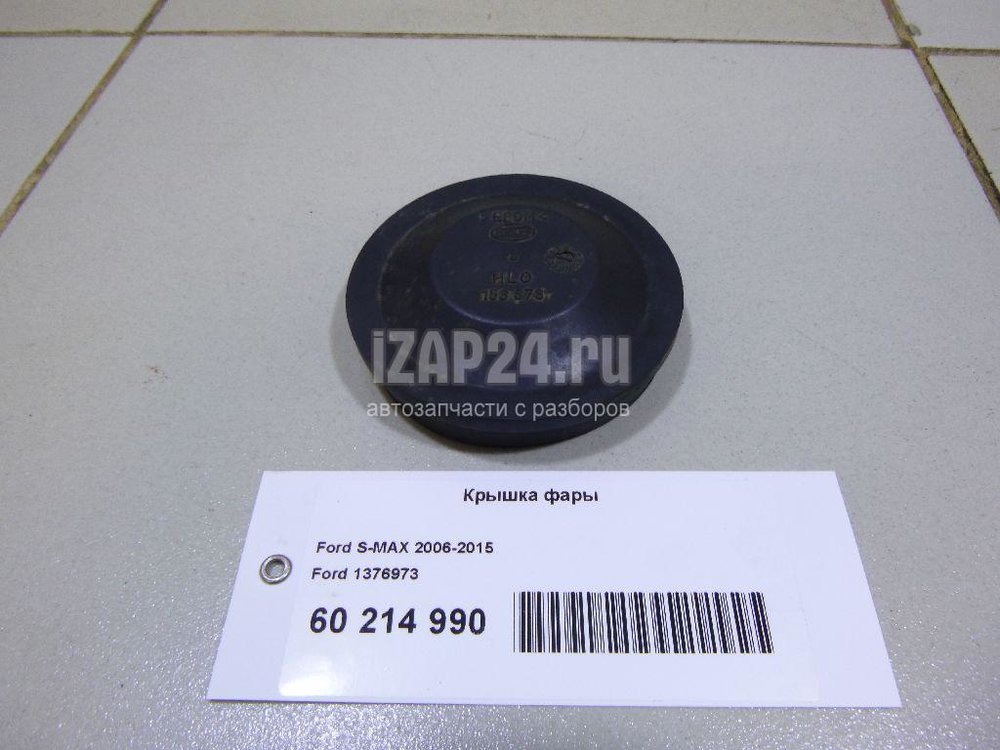 HLO
iZAP24.ru
автозапчасти с разборов
Крышка фары
Ford S-MAX 2006-2015
Ford 1376973
60 214 990